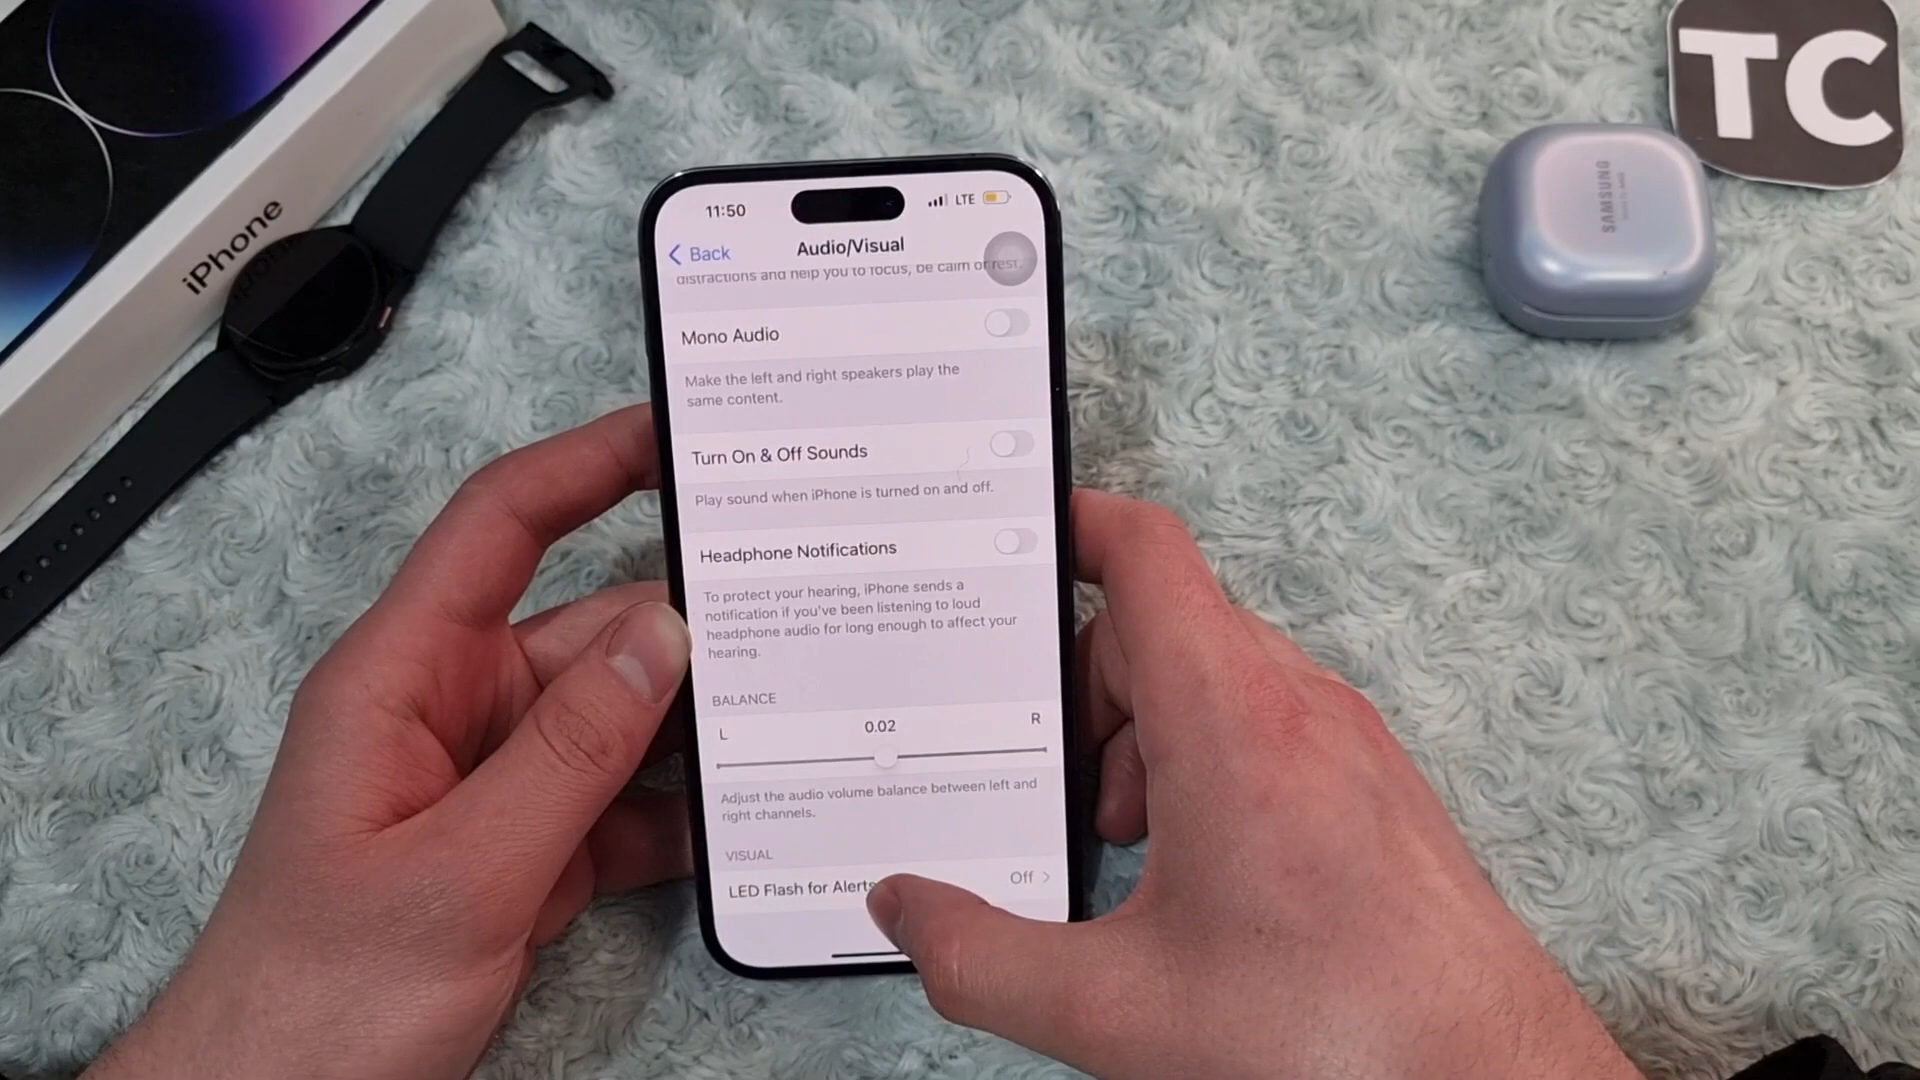 iPhone
TC
SAMSUNG
11:50
LTE
Back
Audio/Visual
distractions and help you to focus, be calm or rest.
Mono Audio
Make the left and right speakers play the
same content.
Turn On & Off Sounds
Play sound when iPhone is turned on and off.
Headphone Notifications
To protect your hearing, iPhone sends a
notification if you've been listening to loud
headphone audio for long enough to affect your
hearing.
BALANCE
L
0.02
R
Adjust the audio volume balance between left and
right channels.
VISUAL
LED Flash for Alerts
Off